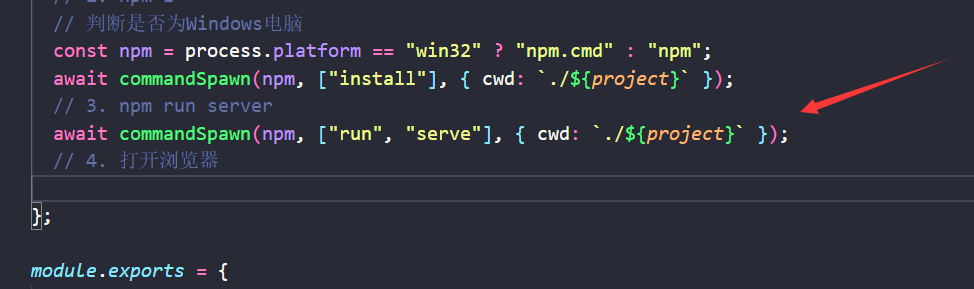 // 判断是否为Windows电脑
const npm = process.platform == "win32" ? "npm.cmd" : "npm";
await commandSpawn(npm, ["install"], { cwd: `./${project}` });
// 3. npm run server
await commandSpawn(npm, ["run", "serve"], { cwd: `./${project}` });
// 4. 打开浏览器
};
module.exports = {